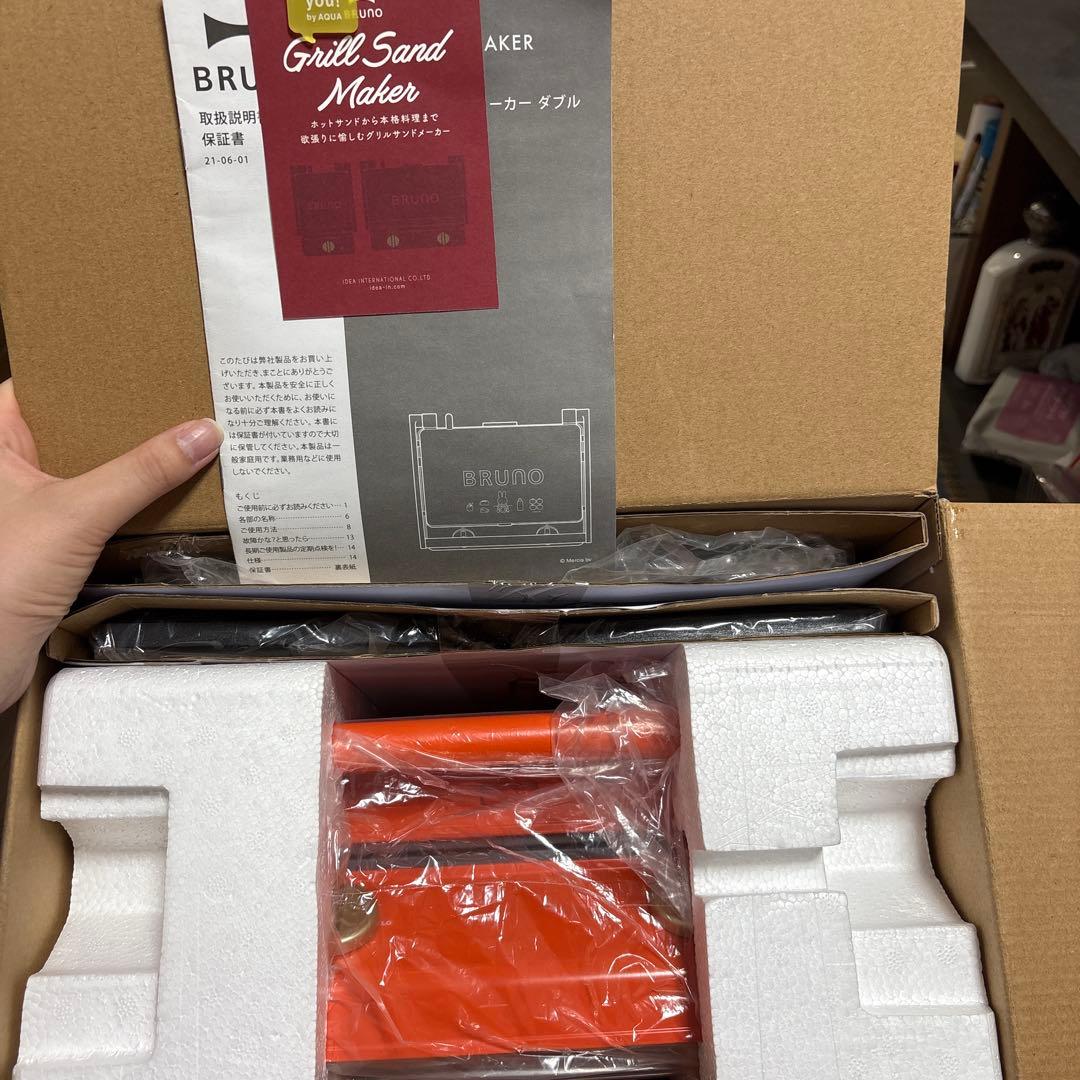 you!
by AQUA
BRUNO
Grill Sand
Maker
ホットサンドから本格料理まで
欲張りに愉しむグリルサンドメーカー
BRUNO
BRUNO
IDEA INTERNATIONAL CO.,LTD.
idea-in.com
BRU
AKER
取扱説明書
保証書
ーカー ダブル
21-06-01
このたびは弊社製品をお買い上
げいただき、まことにありがとうご
ざいます。本製品を安全に正しく
お使いいただくために、お使いに
なる前に必ず本書をよくお読みに
なり十分ご理解ください。本書に
は保証書が付いていますので大切
に保管してください。本製品は一
般家庭用です。業務用などに使用
しないでください。
もくじ
ご使用前に必ずお読みください…1
各部の名称…6
ご使用方法…8
故障かな?と思ったら…13
長期ご使用製品の定期点検を!…14
仕様…14
保証書…裏表紙
BRUNO
© Mercis bv